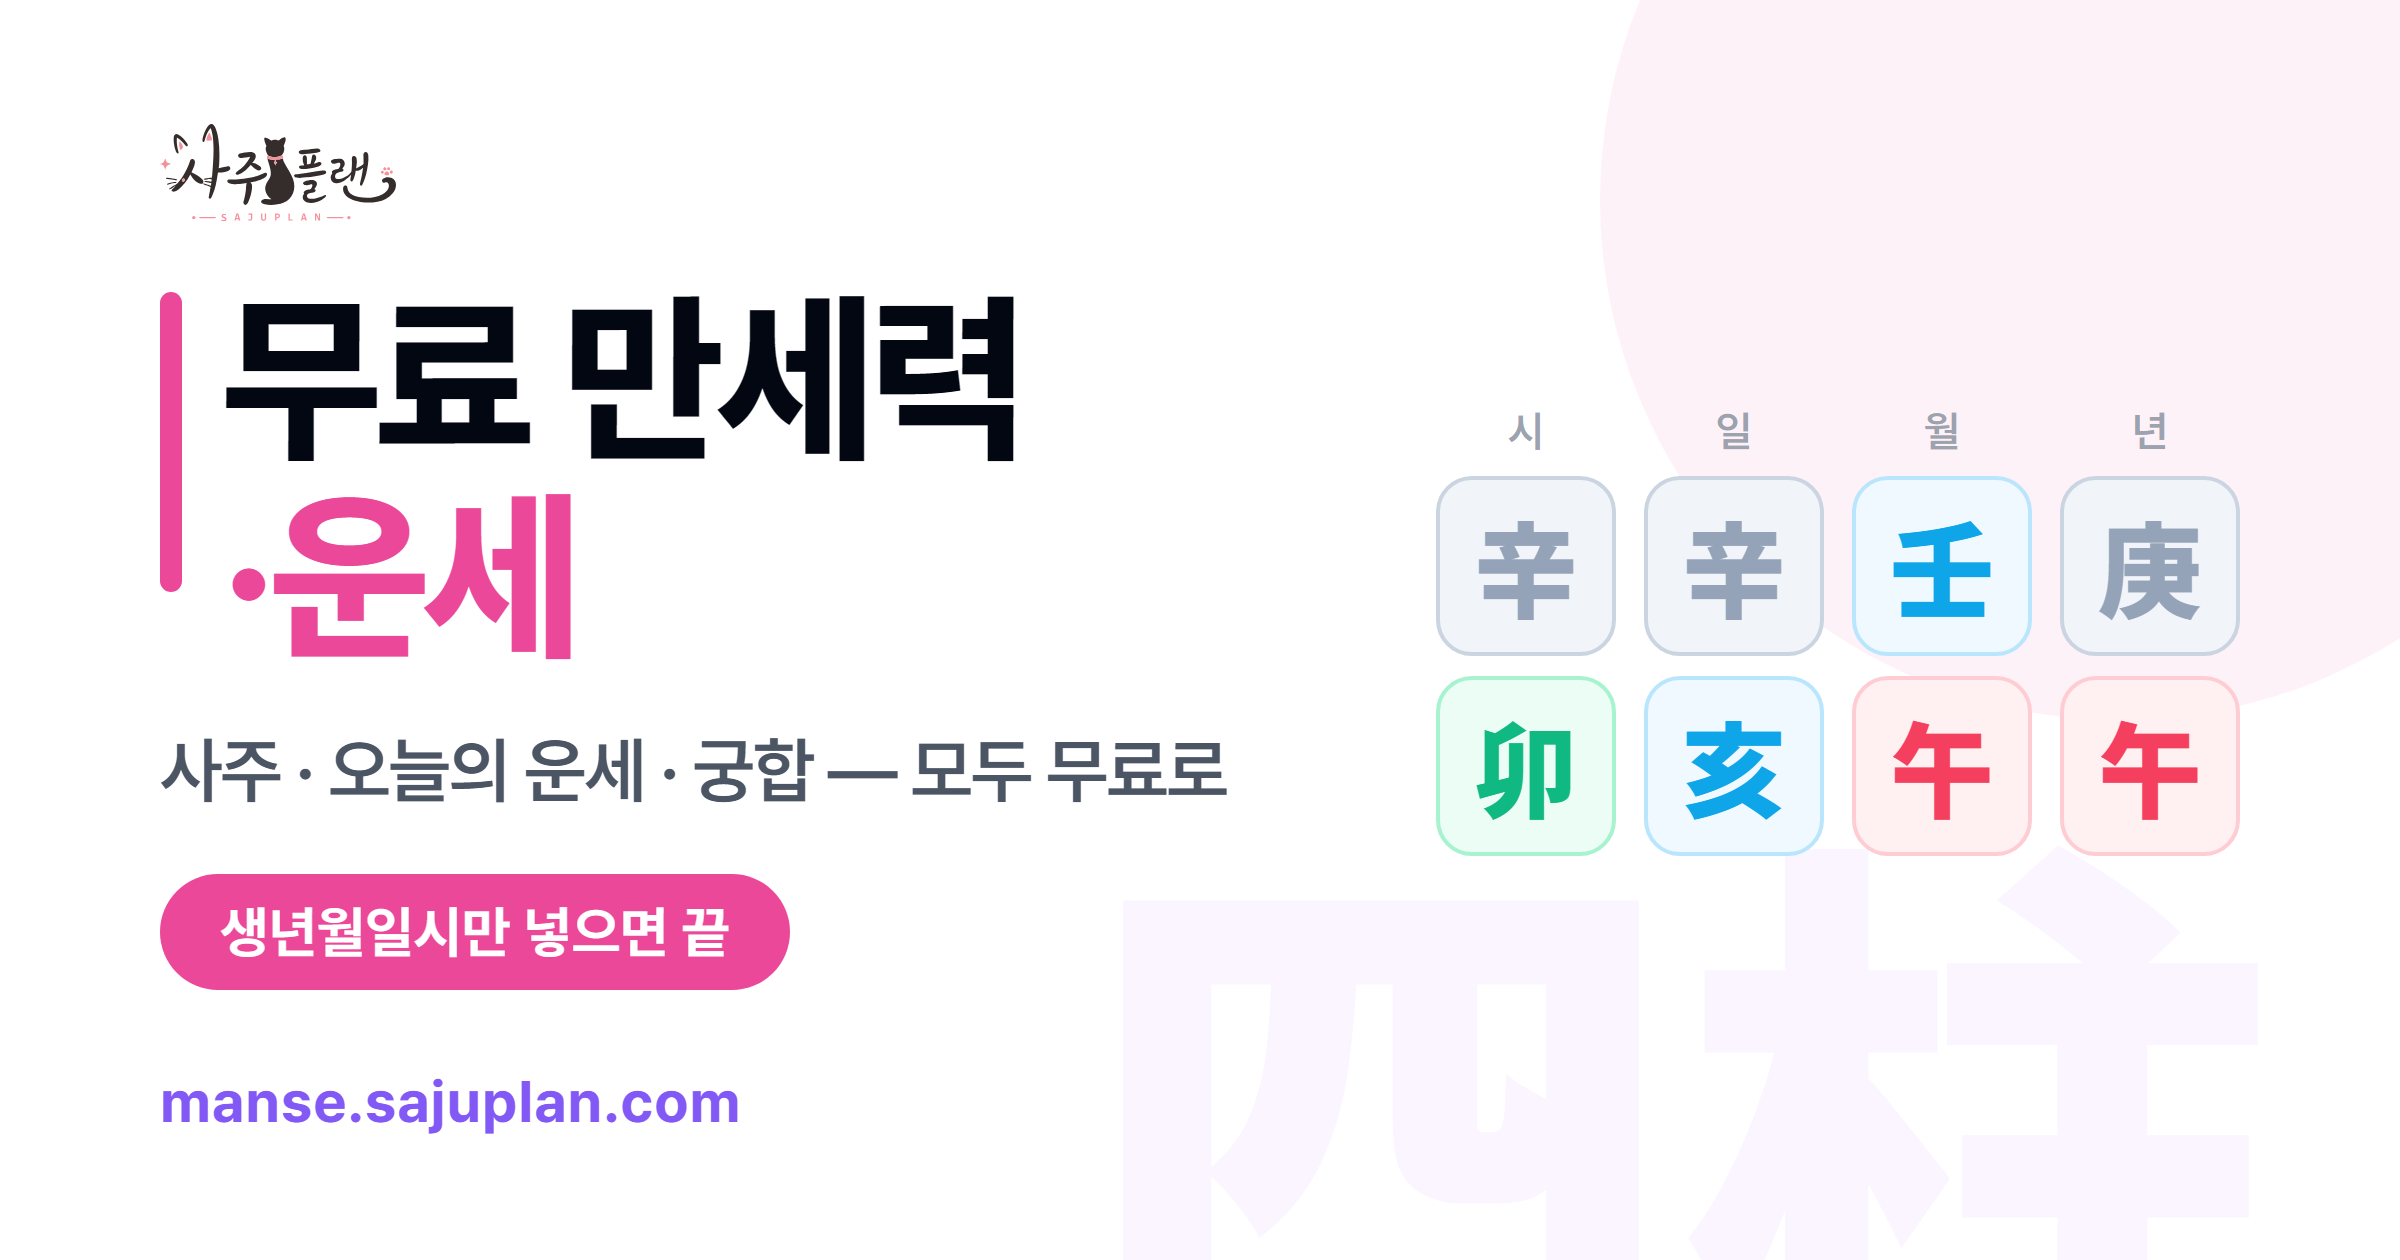 사주플랜
SAJUPLAN
무료 만세력
·운세
사주 · 오늘의 운세 · 궁합 — 모두 무료로
생년월일시만 넣으면 끝
manse.sajuplan.com
시 일 월 년
辛 辛 壬 庚
卯 亥 午 午
四柱